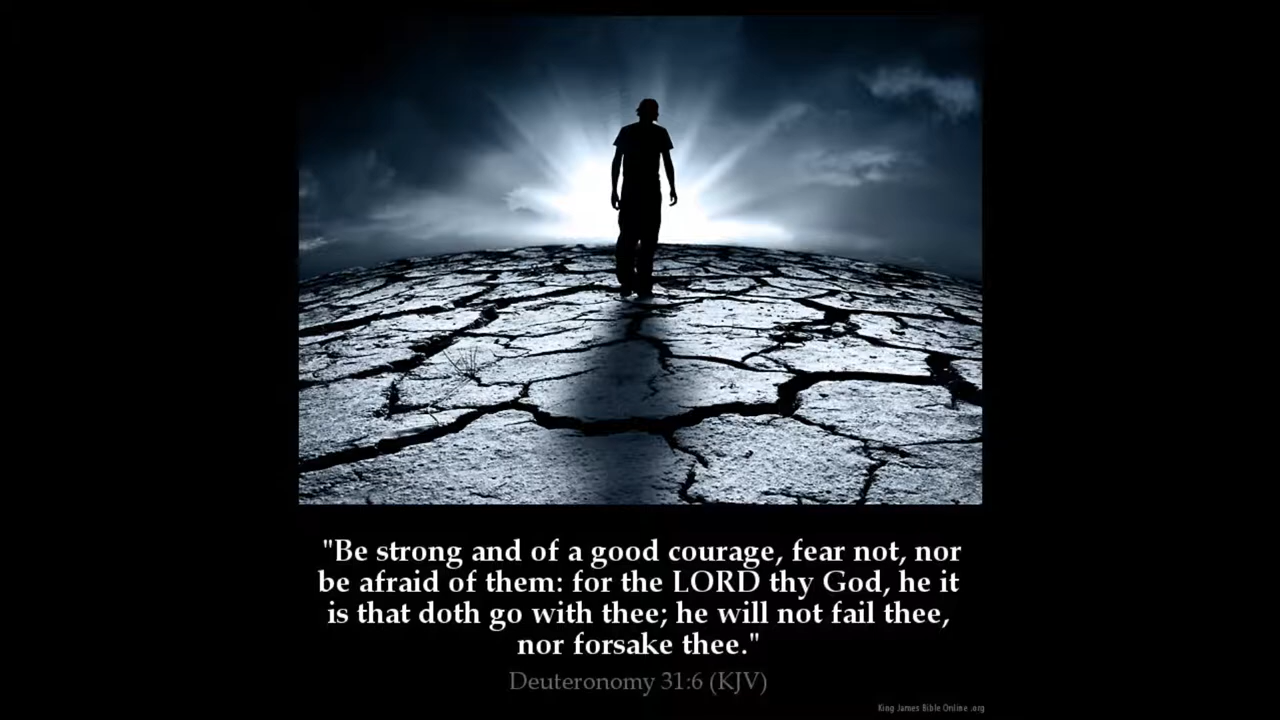 "Be strong and of a good courage, fear not, nor
be afraid of them: for the LORD thy God, he it
is that doth go with thee; he will not fail thee,
nor forsake thee."
Deuteronomy 31:6 (KJV)
King James Bible Online .org